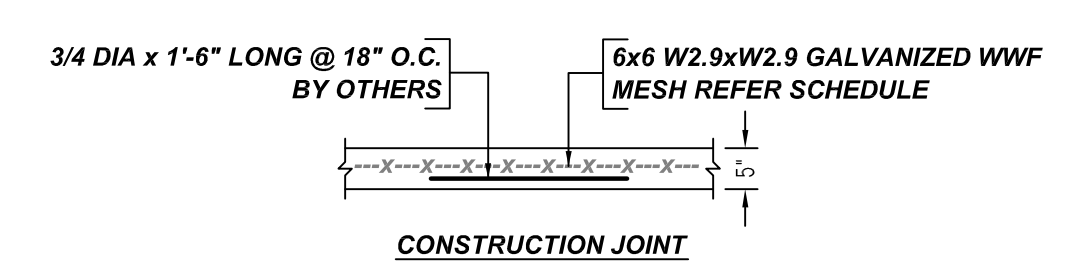 3/4 DIA x 1'-6" LONG @ 18" O.C.
BY OTHERS
6x6 W2.9xW2.9 GALVANIZED WWF
MESH REFER SCHEDULE
---X---X---X---X---X---X---X---X---
5"
CONSTRUCTION JOINT